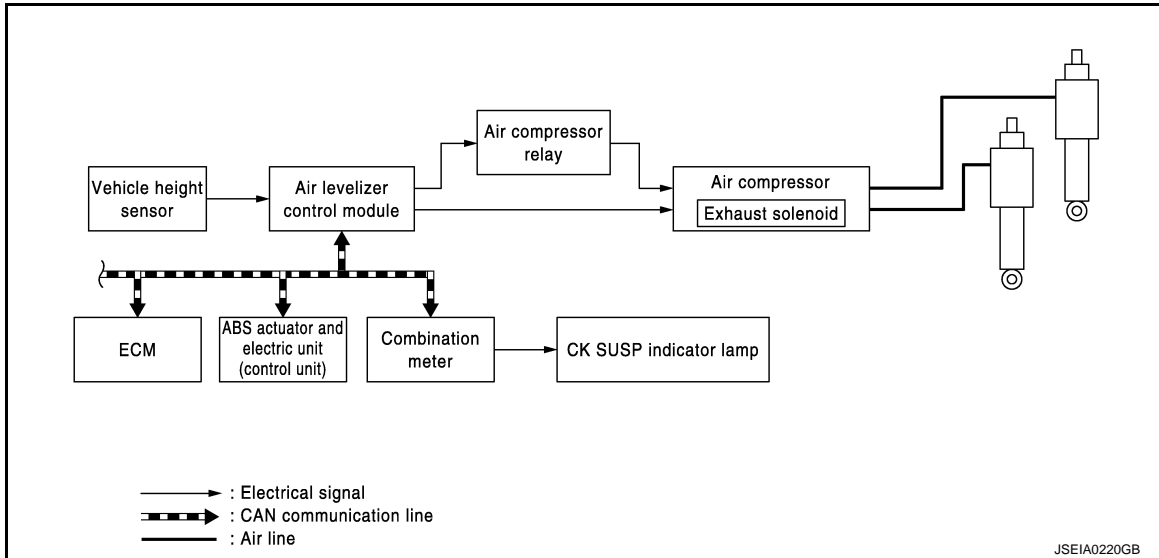 Air compressor
relay
Vehicle height
sensor
Air levelizer
control module
Air compressor
Exhaust solenoid
ECM
ABS actuator and
electric unit
(control unit)
Combination
meter
CK SUSP indicator lamp
: Electrical signal
: CAN communication line
: Air line
JSEIA0220GB